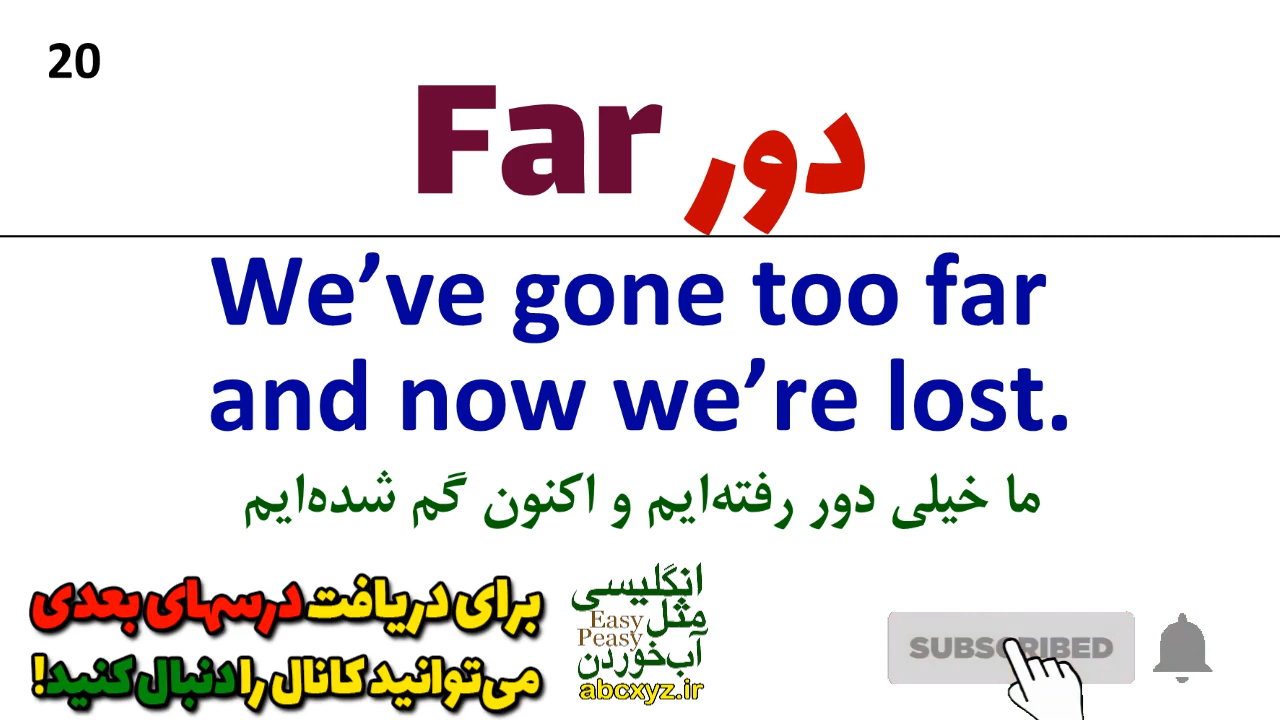 20
Far دور
We’ve gone too far
and now we’re lost.
ما خیلی دور رفته‌ایم و اکنون گم شده‌ایم
برای دریافت درسهای بعدی
می‌توانید کانال را دنبال کنید!
انگلیسی
مثل Easy
Peasy
آب‌خوردن
abcxyz.ir
SUBSCRIBED